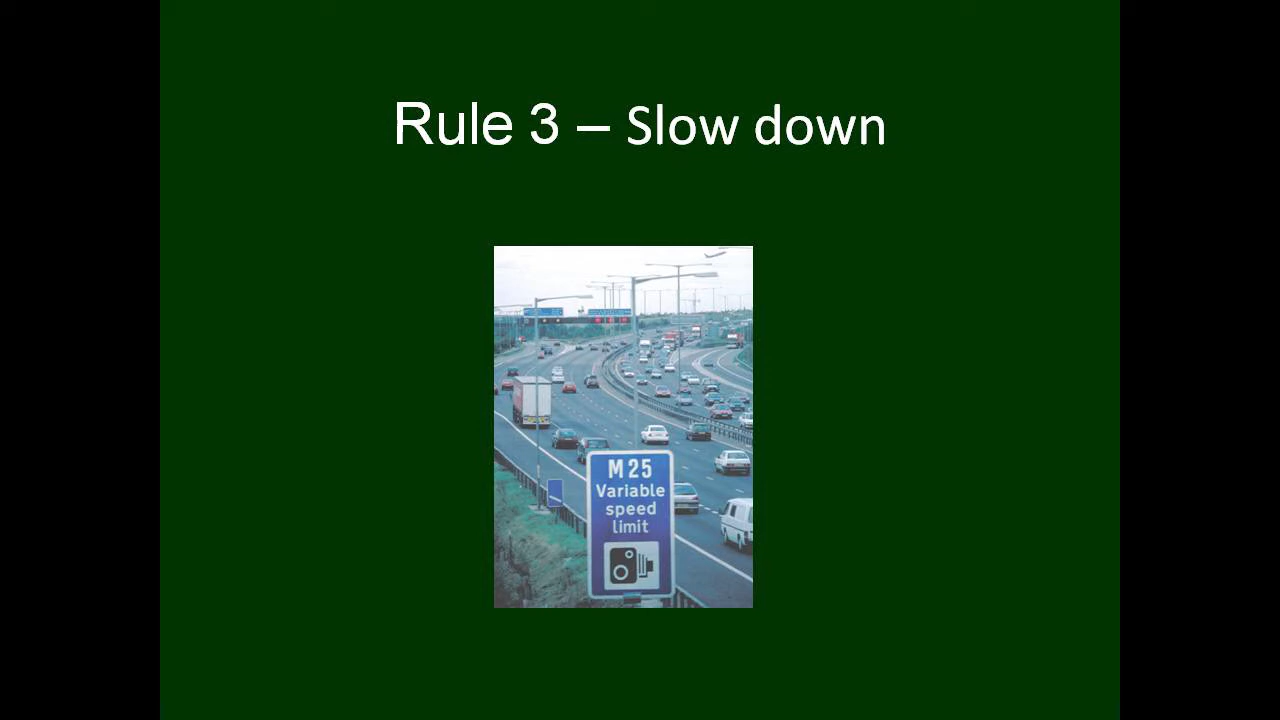 Rule 3 – Slow down
M25
Variable
speed
limit